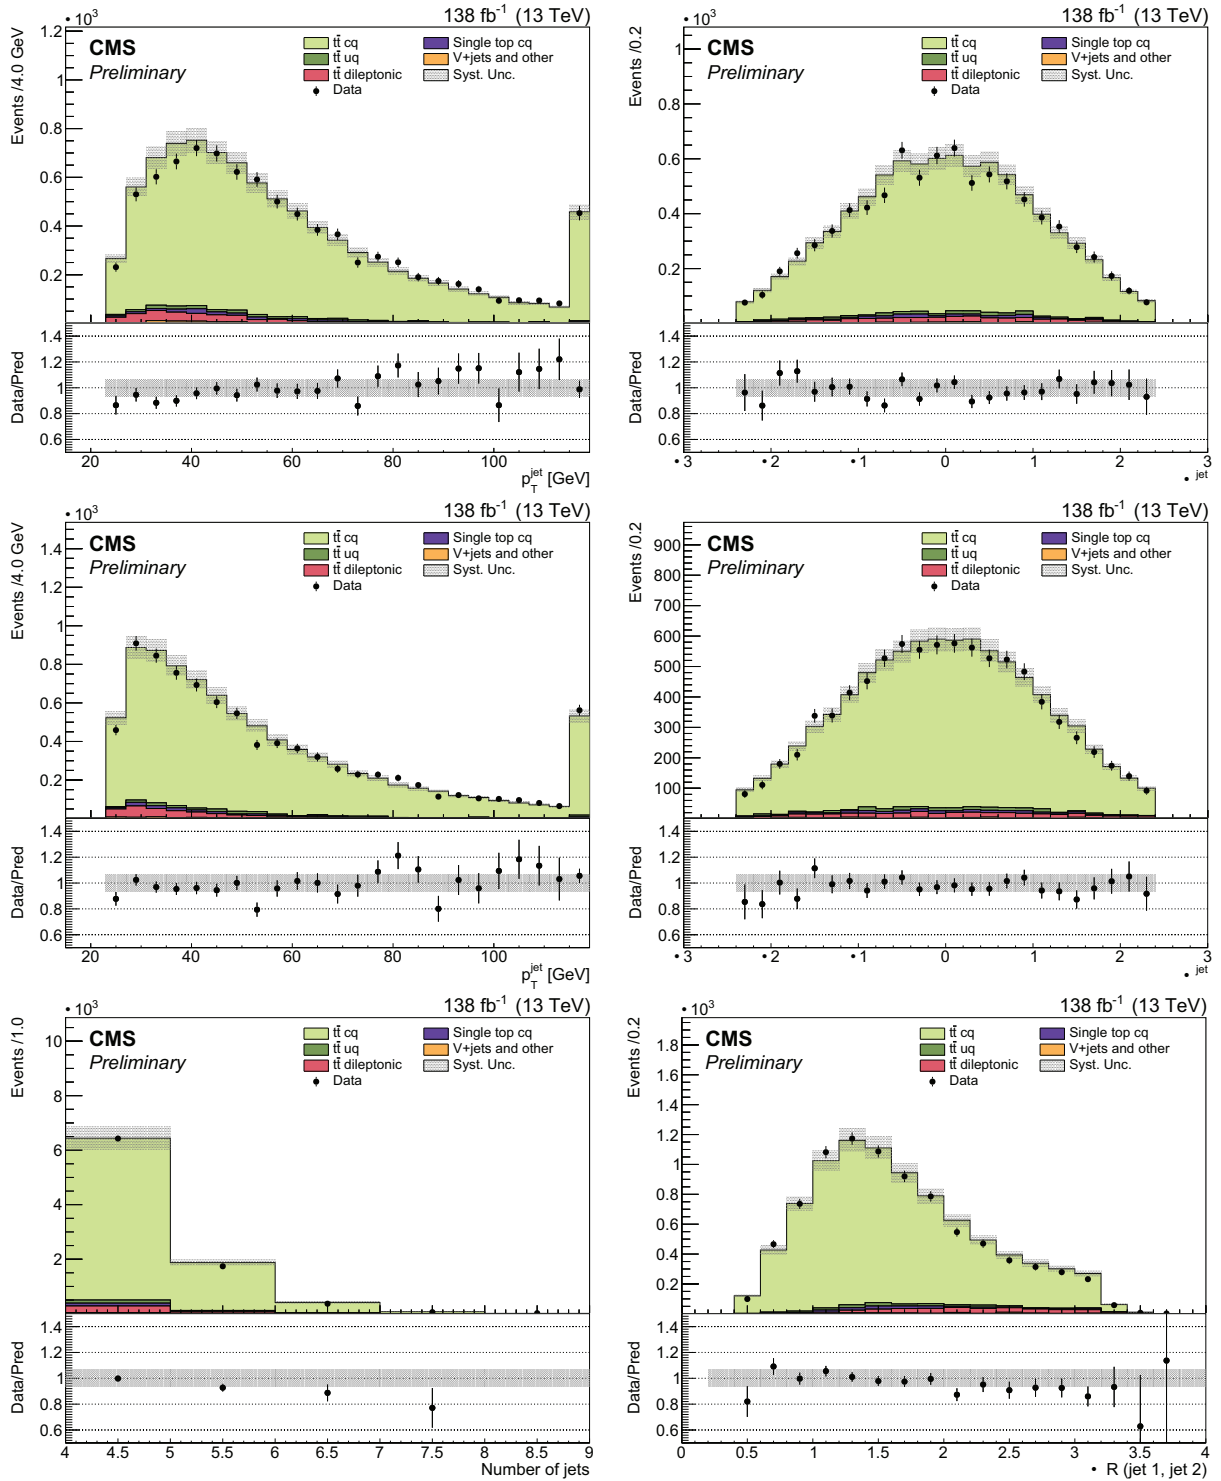 • 10³ 138 fb⁻¹ (13 TeV)
Events /4.0 GeV
1.2
1
0.8
0.6
0.4
0.2
CMS
Preliminary
tt̄ cq
tt̄ uq
tt̄ dileptonic
Data
Single top cq
V+jets and other
Syst. Unc.
Data/Pred
1.4
1.2
1
0.8
0.6
20 40 60 80 100
p_T^jet [GeV]
• 10³ 138 fb⁻¹ (13 TeV)
Events /0.2
1
0.8
0.6
0.4
0.2
CMS
Preliminary
tt̄ cq
tt̄ uq
tt̄ dileptonic
Data
Single top cq
V+jets and other
Syst. Unc.
Data/Pred
1.4
1.2
1
0.8
0.6
•3 •2 •1 0 1 2 3
• jet
• 10³ 138 fb⁻¹ (13 TeV)
Events /4.0 GeV
1.4
1.2
1
0.8
0.6
0.4
0.2
CMS
Preliminary
tt̄ cq
tt̄ uq
tt̄ dileptonic
Data
Single top cq
V+jets and other
Syst. Unc.
Data/Pred
1.4
1.2
1
0.8
0.6
20 40 60 80 100
p_T^jet [GeV]
138 fb⁻¹ (13 TeV)
Events /0.2
900
800
700
600
500
400
300
200
100
CMS
Preliminary
tt̄ cq
tt̄ uq
tt̄ dileptonic
Data
Single top cq
V+jets and other
Syst. Unc.
Data/Pred
1.4
1.2
1
0.8
0.6
•3 •2 •1 0 1 2 3
• jet
• 10³ 138 fb⁻¹ (13 TeV)
Events /1.0
10
8
6
4
2
CMS
Preliminary
tt̄ cq
tt̄ uq
tt̄ dileptonic
Data
Single top cq
V+jets and other
Syst. Unc.
Data/Pred
1.4
1.2
1
0.8
0.6
4 4.5 5 5.5 6 6.5 7 7.5 8 8.5 9
Number of jets
• 10³ 138 fb⁻¹ (13 TeV)
Events /0.2
1.8
1.6
1.4
1.2
1
0.8
0.6
0.4
0.2
CMS
Preliminary
tt̄ cq
tt̄ uq
tt̄ dileptonic
Data
Single top cq
V+jets and other
Syst. Unc.
Data/Pred
1.4
1.2
1
0.8
0.6
0 0.5 1 1.5 2 2.5 3 3.5 4
• R (jet 1, jet 2)